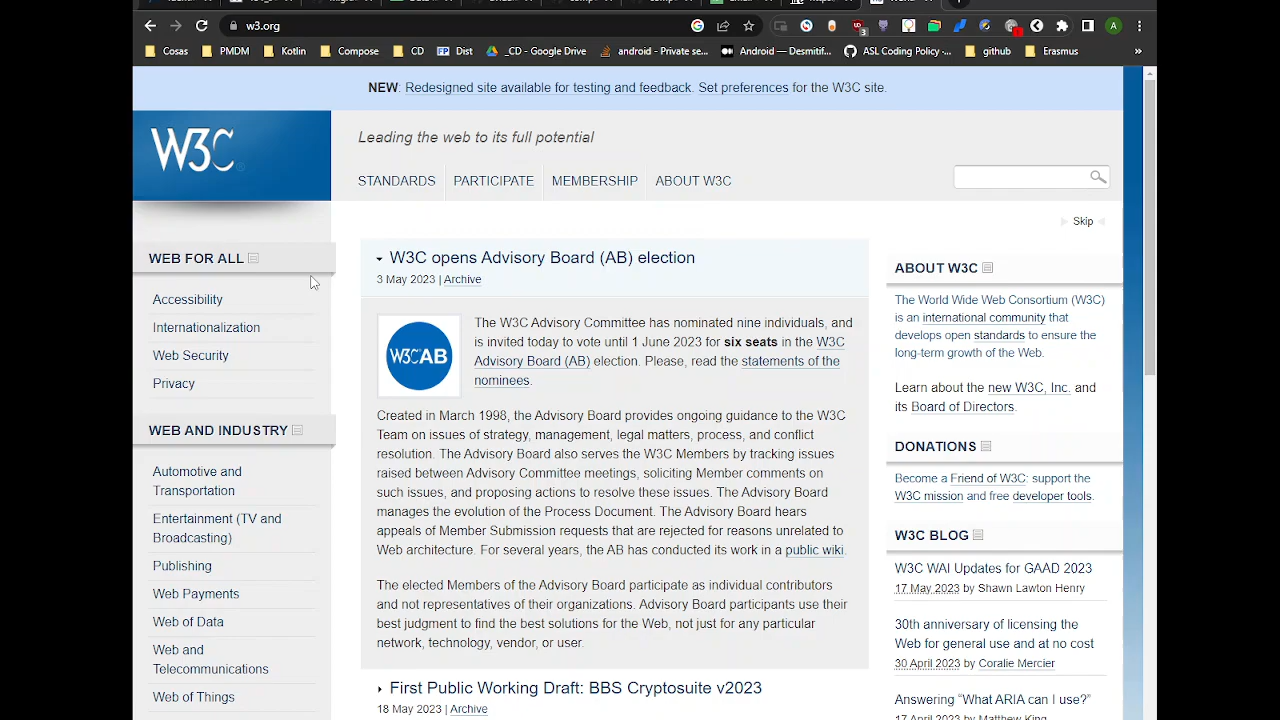 w3.org
3
1
A
Cosas
PMDM
Kotlin
Compose
CD
FP Dist
_CD - Google Drive
android - Private se...
Android — Desmitif...
ASL Coding Policy -...
github
Erasmus
»
NEW: Redesigned site available for testing and feedback. Set preferences for the W3C site.
W3C®
Leading the web to its full potential
STANDARDS
PARTICIPATE
MEMBERSHIP
ABOUT W3C
Skip
WEB FOR ALL
Accessibility
Internationalization
Web Security
Privacy
WEB AND INDUSTRY
Automotive and
Transportation
Entertainment (TV and
Broadcasting)
Publishing
Web Payments
Web of Data
Web and
Telecommunications
Web of Things
W3C opens Advisory Board (AB) election
3 May 2023 | Archive
W3C AB
The W3C Advisory Committee has nominated nine individuals, and
is invited today to vote until 1 June 2023 for six seats in the W3C
Advisory Board (AB) election. Please, read the statements of the
nominees.
Created in March 1998, the Advisory Board provides ongoing guidance to the W3C
Team on issues of strategy, management, legal matters, process, and conflict
resolution. The Advisory Board also serves the W3C Members by tracking issues
raised between Advisory Committee meetings, soliciting Member comments on
such issues, and proposing actions to resolve these issues. The Advisory Board
manages the evolution of the Process Document. The Advisory Board hears
appeals of Member Submission requests that are rejected for reasons unrelated to
Web architecture. For several years, the AB has conducted its work in a public wiki.
The elected Members of the Advisory Board participate as individual contributors
and not representatives of their organizations. Advisory Board participants use their
best judgment to find the best solutions for the Web, not just for any particular
network, technology, vendor, or user.
First Public Working Draft: BBS Cryptosuite v2023
18 May 2023 | Archive
ABOUT W3C
The World Wide Web Consortium (W3C)
is an international community that
develops open standards to ensure the
long-term growth of the Web.
Learn about the new W3C, Inc. and
its Board of Directors.
DONATIONS
Become a Friend of W3C: support the
W3C mission and free developer tools.
W3C BLOG
W3C WAI Updates for GAAD 2023
17 May 2023 by Shawn Lawton Henry
30th anniversary of licensing the
Web for general use and at no cost
30 April 2023 by Coralie Mercier
Answering “What ARIA can I use?”
17 April 2023 by Matthew King